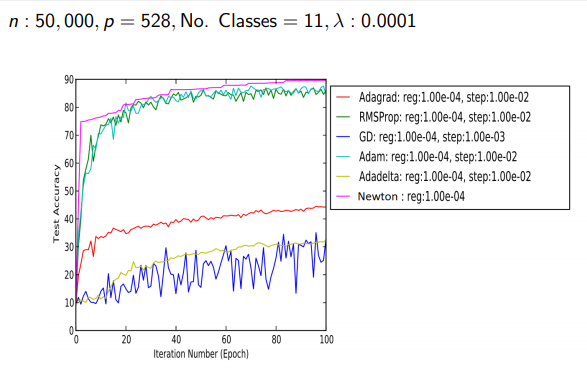 n : 50, 000, p = 528, No. Classes = 11, λ : 0.0001
90
80
70
60
50
40
30
20
10
0
Test Accuracy
0 20 40 60 80 100
Iteration Number (Epoch)
Adagrad: reg:1.00e-04, step:1.00e-02
RMSProp: reg:1.00e-04, step:1.00e-02
GD: reg:1.00e-04, step:1.00e-03
Adam: reg:1.00e-04, step:1.00e-02
Adadelta: reg:1.00e-04, step:1.00e-02
Newton : reg:1.00e-04